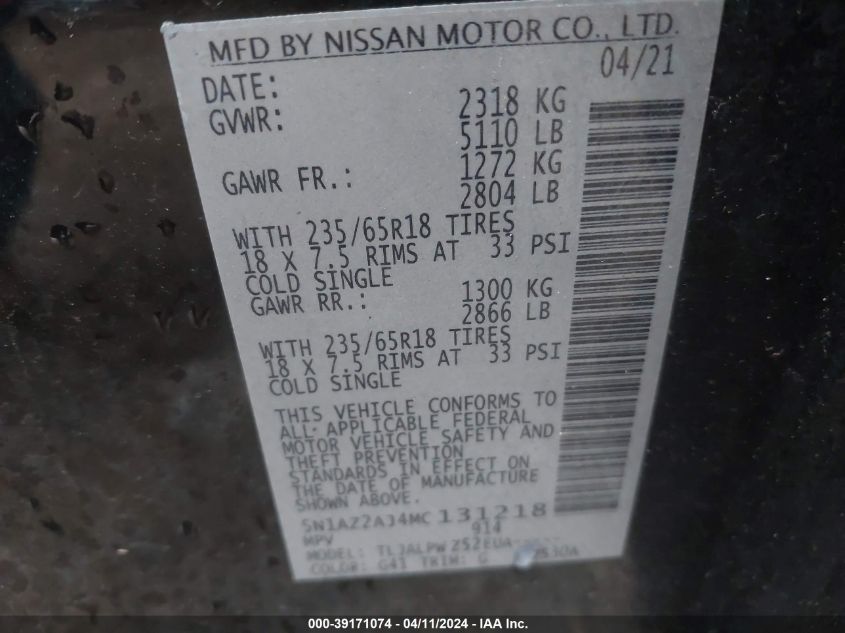 MFD BY NISSAN MOTOR CO., LTD.
DATE: 04/21
GVWR: 2318 KG
5110 LB
GAWR FR.: 1272 KG
2804 LB
WITH 235/65R18 TIRES
18 X 7.5 RIMS AT 33 PSI
COLD SINGLE
GAWR RR.: 1300 KG
2866 LB
WITH 235/65R18 TIRES
18 X 7.5 RIMS AT 33 PSI
COLD SINGLE
THIS VEHICLE CONFORMS TO
ALL APPLICABLE FEDERAL
MOTOR VEHICLE SAFETY AND
THEFT PREVENTION
STANDARDS IN EFFECT ON
THE DATE OF MANUFACTURE
SHOWN ABOVE.
5N1AZ2AJ4MC 131218
MPV 914
MODEL:
COLOR: G41 TRIM: G
000-39171074 - 04/11/2024 - IAA Inc.